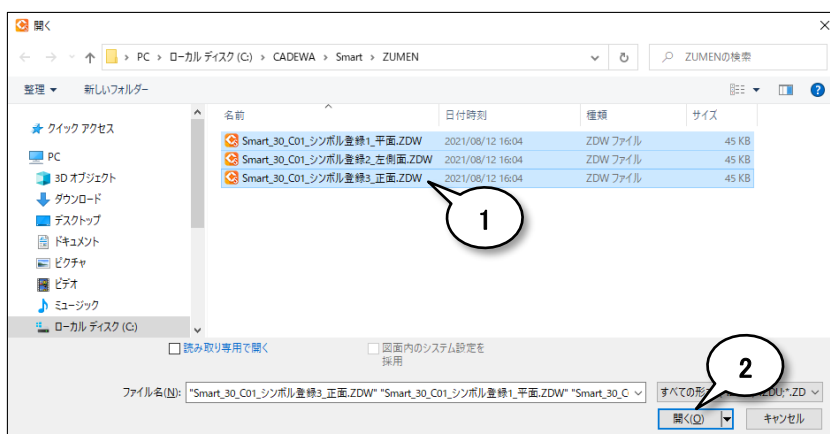 開く
PC > ローカル ディスク (C:) > CADEWA > Smart > ZUMEN
ZUMENの検索
整理 新しいフォルダー
名前 日付時刻 種類 サイズ
クイック アクセス
PC
3D オブジェクト
ダウンロード
デスクトップ
ドキュメント
ピクチャ
ビデオ
ミュージック
ローカル ディスク (C:)
Smart_30_C01_シンボル登録1_平面.ZDW 2021/08/12 16:04 ZDW ファイル 45 KB
Smart_30_C01_シンボル登録2_左側面.ZDW 2021/08/12 16:04 ZDW ファイル 45 KB
Smart_30_C01_シンボル登録3_正面.ZDW 2021/08/12 16:04 ZDW ファイル 45 KB
1
読み取り専用で開く
図面内のシステム設定を
採用
2
ファイル名(N): "Smart_30_C01_シンボル登録3_正面.ZDW" "Smart_30_C01_シンボル登録1_平面.ZDW" "Smart_30_C
すべての形 ZDU;*.ZD
開く(O) キャンセル